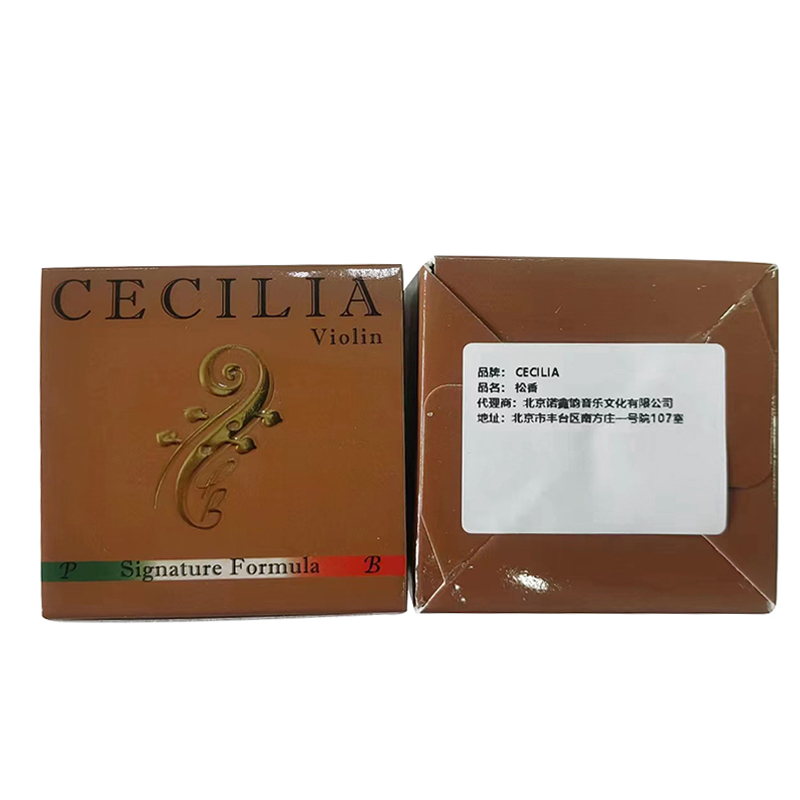 CECILIA
Violin
PB
P Signature Formula B
品牌: CECILIA
品名: 松香
代理商: 北京诺鑫韵音乐文化有限公司
地址: 北京市丰台区南方庄一号院107室